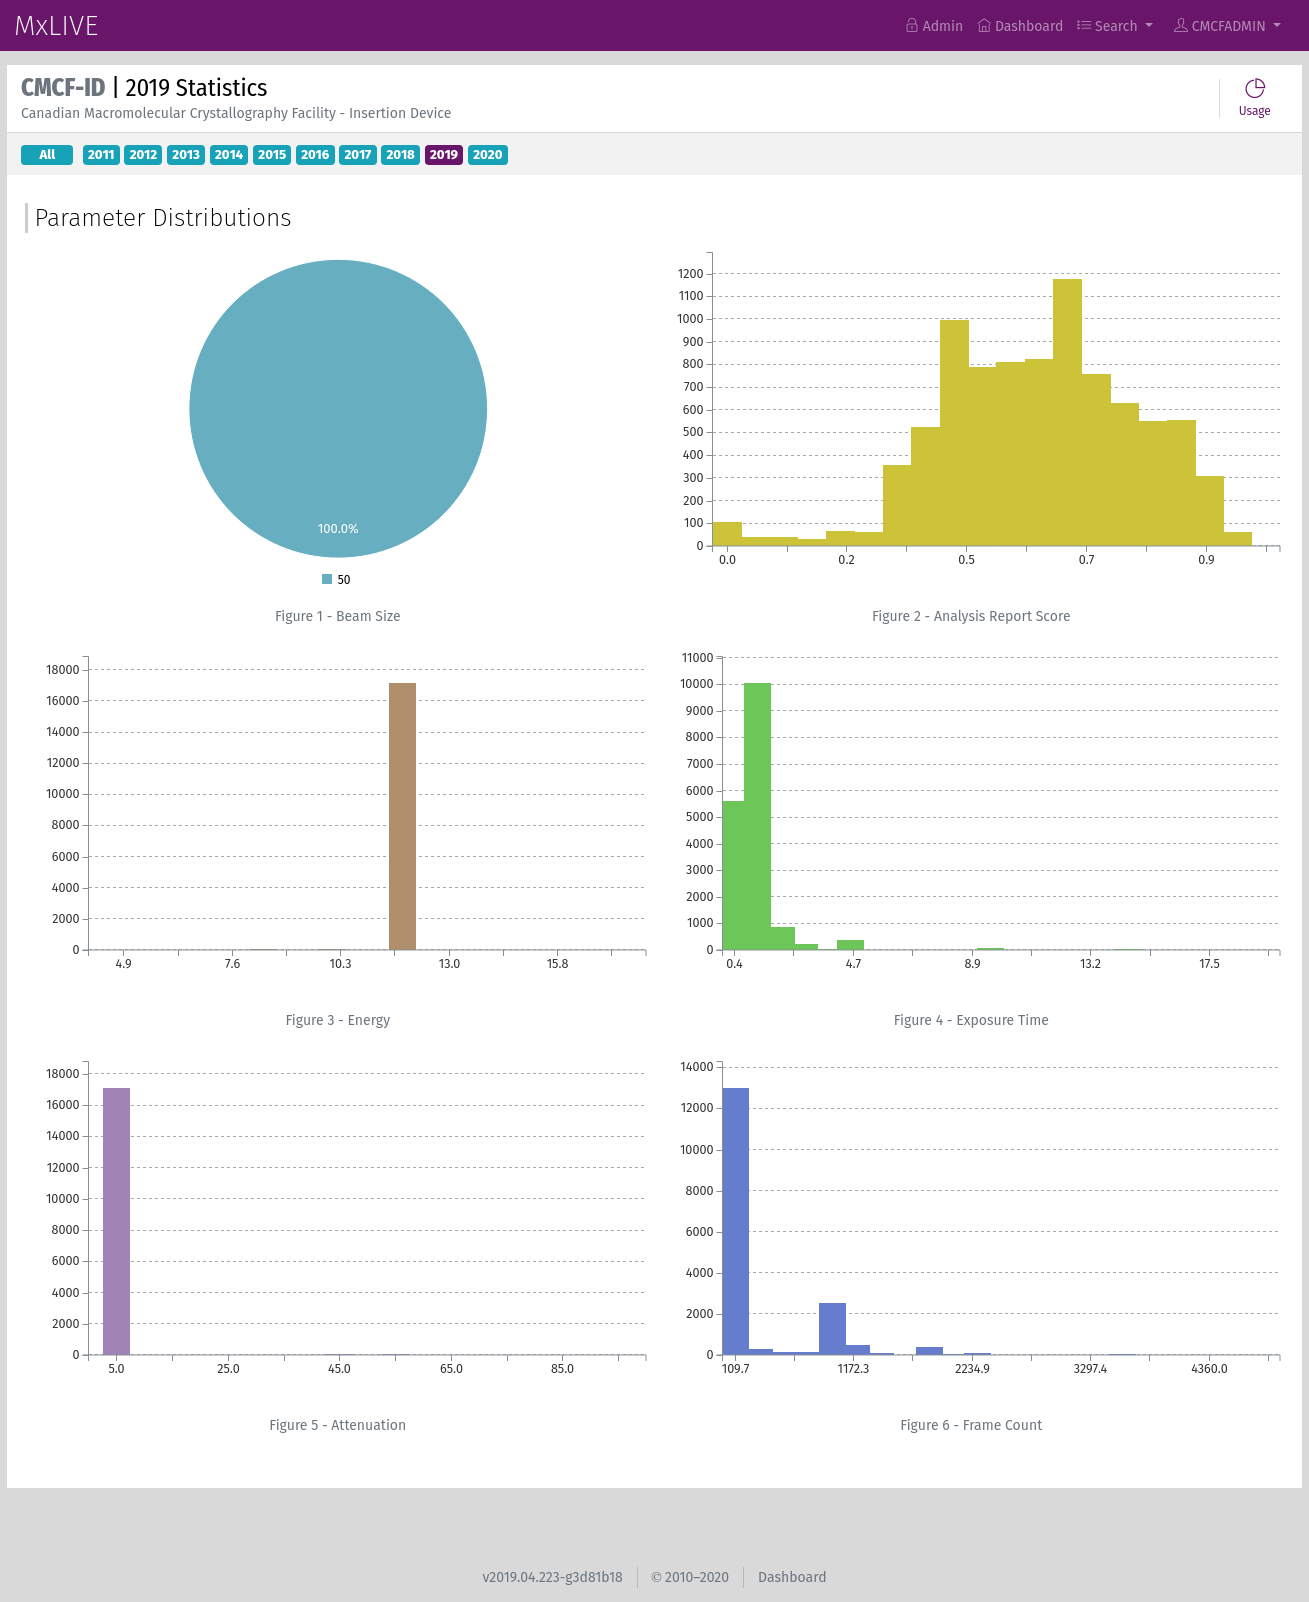 MxLIVE
Admin Dashboard Search CMCFADMIN
CMCF-ID | 2019 Statistics
Canadian Macromolecular Crystallography Facility - Insertion Device
Usage
All 2011 2012 2013 2014 2015 2016 2017 2018 2019 2020
Parameter Distributions
100.0%
50
Figure 1 - Beam Size
1200
1100
1000
900
800
700
600
500
400
300
200
100
0
0.0 0.2 0.5 0.7 0.9
Figure 2 - Analysis Report Score
18000
16000
14000
12000
10000
8000
6000
4000
2000
0
4.9 7.6 10.3 13.0 15.8
Figure 3 - Energy
11000
10000
9000
8000
7000
6000
5000
4000
3000
2000
1000
0
0.4 4.7 8.9 13.2 17.5
Figure 4 - Exposure Time
18000
16000
14000
12000
10000
8000
6000
4000
2000
0
5.0 25.0 45.0 65.0 85.0
Figure 5 - Attenuation
14000
12000
10000
8000
6000
4000
2000
0
109.7 1172.3 2234.9 3297.4 4360.0
Figure 6 - Frame Count
v2019.04.223-g3d81b18 © 2010–2020 Dashboard